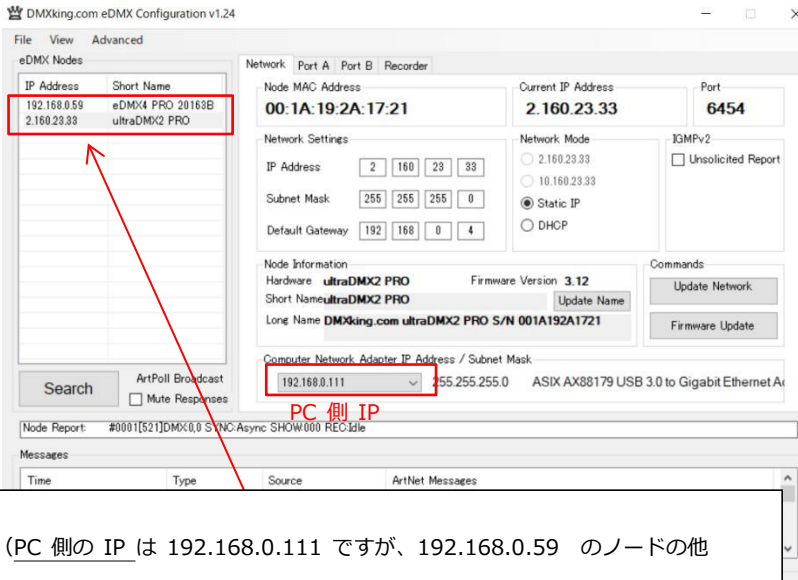 DMXking.com eDMX Configuration v1.24
File View Advanced
eDMX Nodes
IP Address Short Name
192.168.0.59 eDMX4 PRO 20163B
2.160.23.33 ultraDMX2 PRO
Search
ArtPoll Broadcast
Mute Responses
Network Port A Port B Recorder
Node MAC Address
00:1A:19:2A:17:21
Current IP Address
2.160.23.33
Port
6454
Network Settings
IP Address 2 160 23 33
Subnet Mask 255 255 255 0
Default Gateway 192 168 0 4
Network Mode
2.160.23.33
10.160.23.33
Static IP
DHCP
IGMPv2
Unsolicited Report
Node Information
Hardware ultraDMX2 PRO Firmware Version 3.12
Short Name ultraDMX2 PRO Update Name
Long Name DMXking.com ultraDMX2 PRO S/N 001A192A1721
Commands
Update Network
Firmware Update
Computer Network Adapter IP Address / Subnet Mask
192.168.0.111 255.255.255.0 ASIX AX88179 USB 3.0 to Gigabit Ethernet Ad
PC 側 IP
Node Report: #0001[521]DMX:0,0 SYNC:Async SHOW:000 REC:Idle
Messages
Time Type Source ArtNet Messages
(PC 側の IP は 192.168.0.111 ですが、192.168.0.59 のノードの他